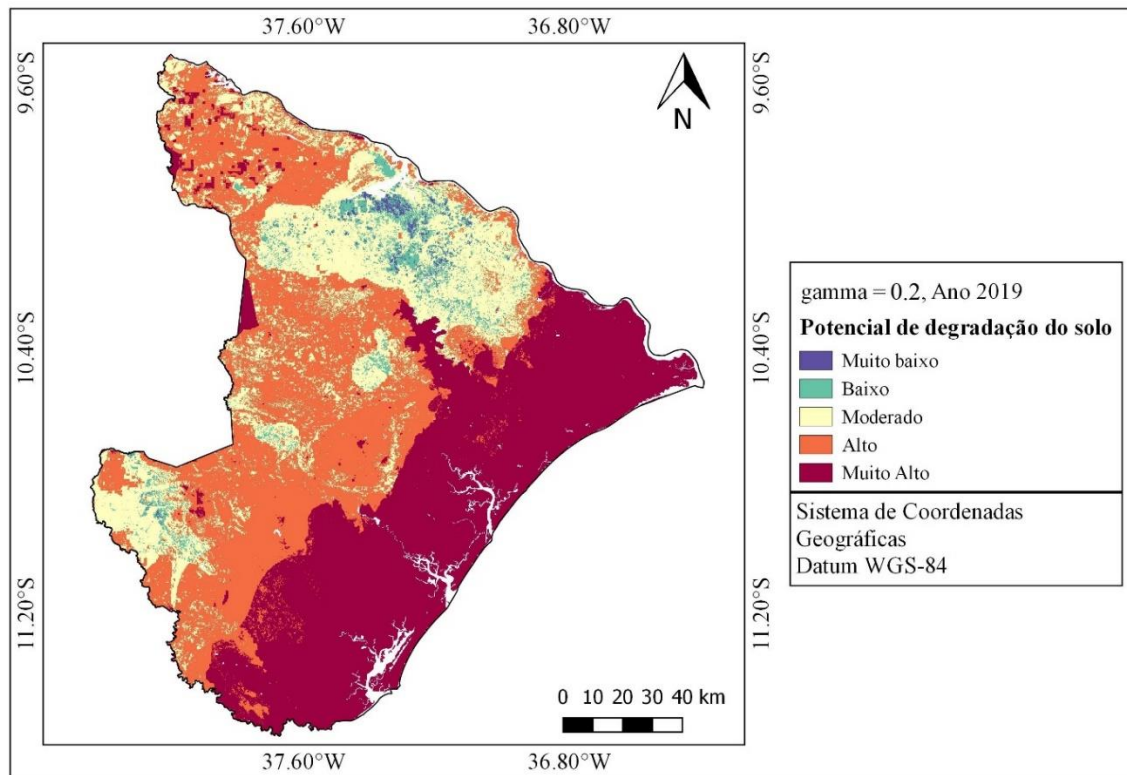 37.60°W 36.80°W
9.60°S 9.60°S
N
10.40°S 10.40°S
gamma = 0.2, Ano 2019
Potencial de degradação do solo
Muito baixo
Baixo
Moderado
Alto
Muito Alto
Sistema de Coordenadas
Geográficas
Datum WGS-84
11.20°S 11.20°S
0 10 20 30 40 km
37.60°W 36.80°W